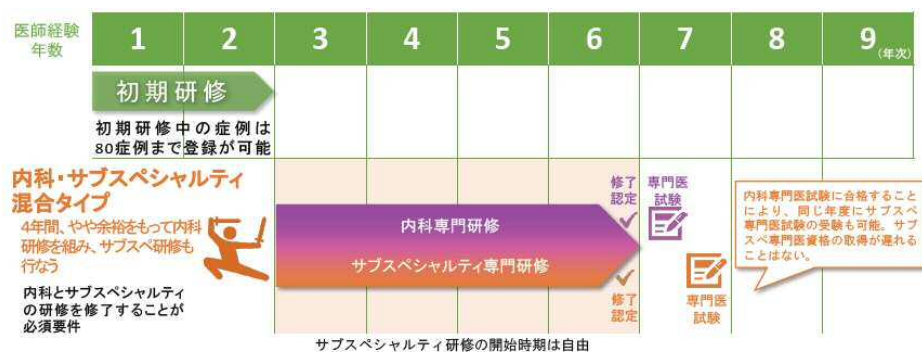 医師経験
年数
1
2
3
4
5
6
7
8
9
(年次)
初期研修
初期研修中の症例は
80症例まで登録が可能
内科・サブスペシャルティ
混合タイプ
4年間、やや余裕をもって内科
研修を組み、サブスペ研修も
行なう
内科とサブスペシャルティ
の研修を修了することが
必須要件
内科専門研修
サブスペシャルティ専門研修
修了
認定
専門医
試験
修了
認定
専門医
試験
内科専門医試験に合格すること
により、同じ年度にサブスペ
専門医試験の受験も可能。サブ
スペ専門医資格の取得が遅れる
ことはない。
サブスペシャルティ研修の開始時期は自由